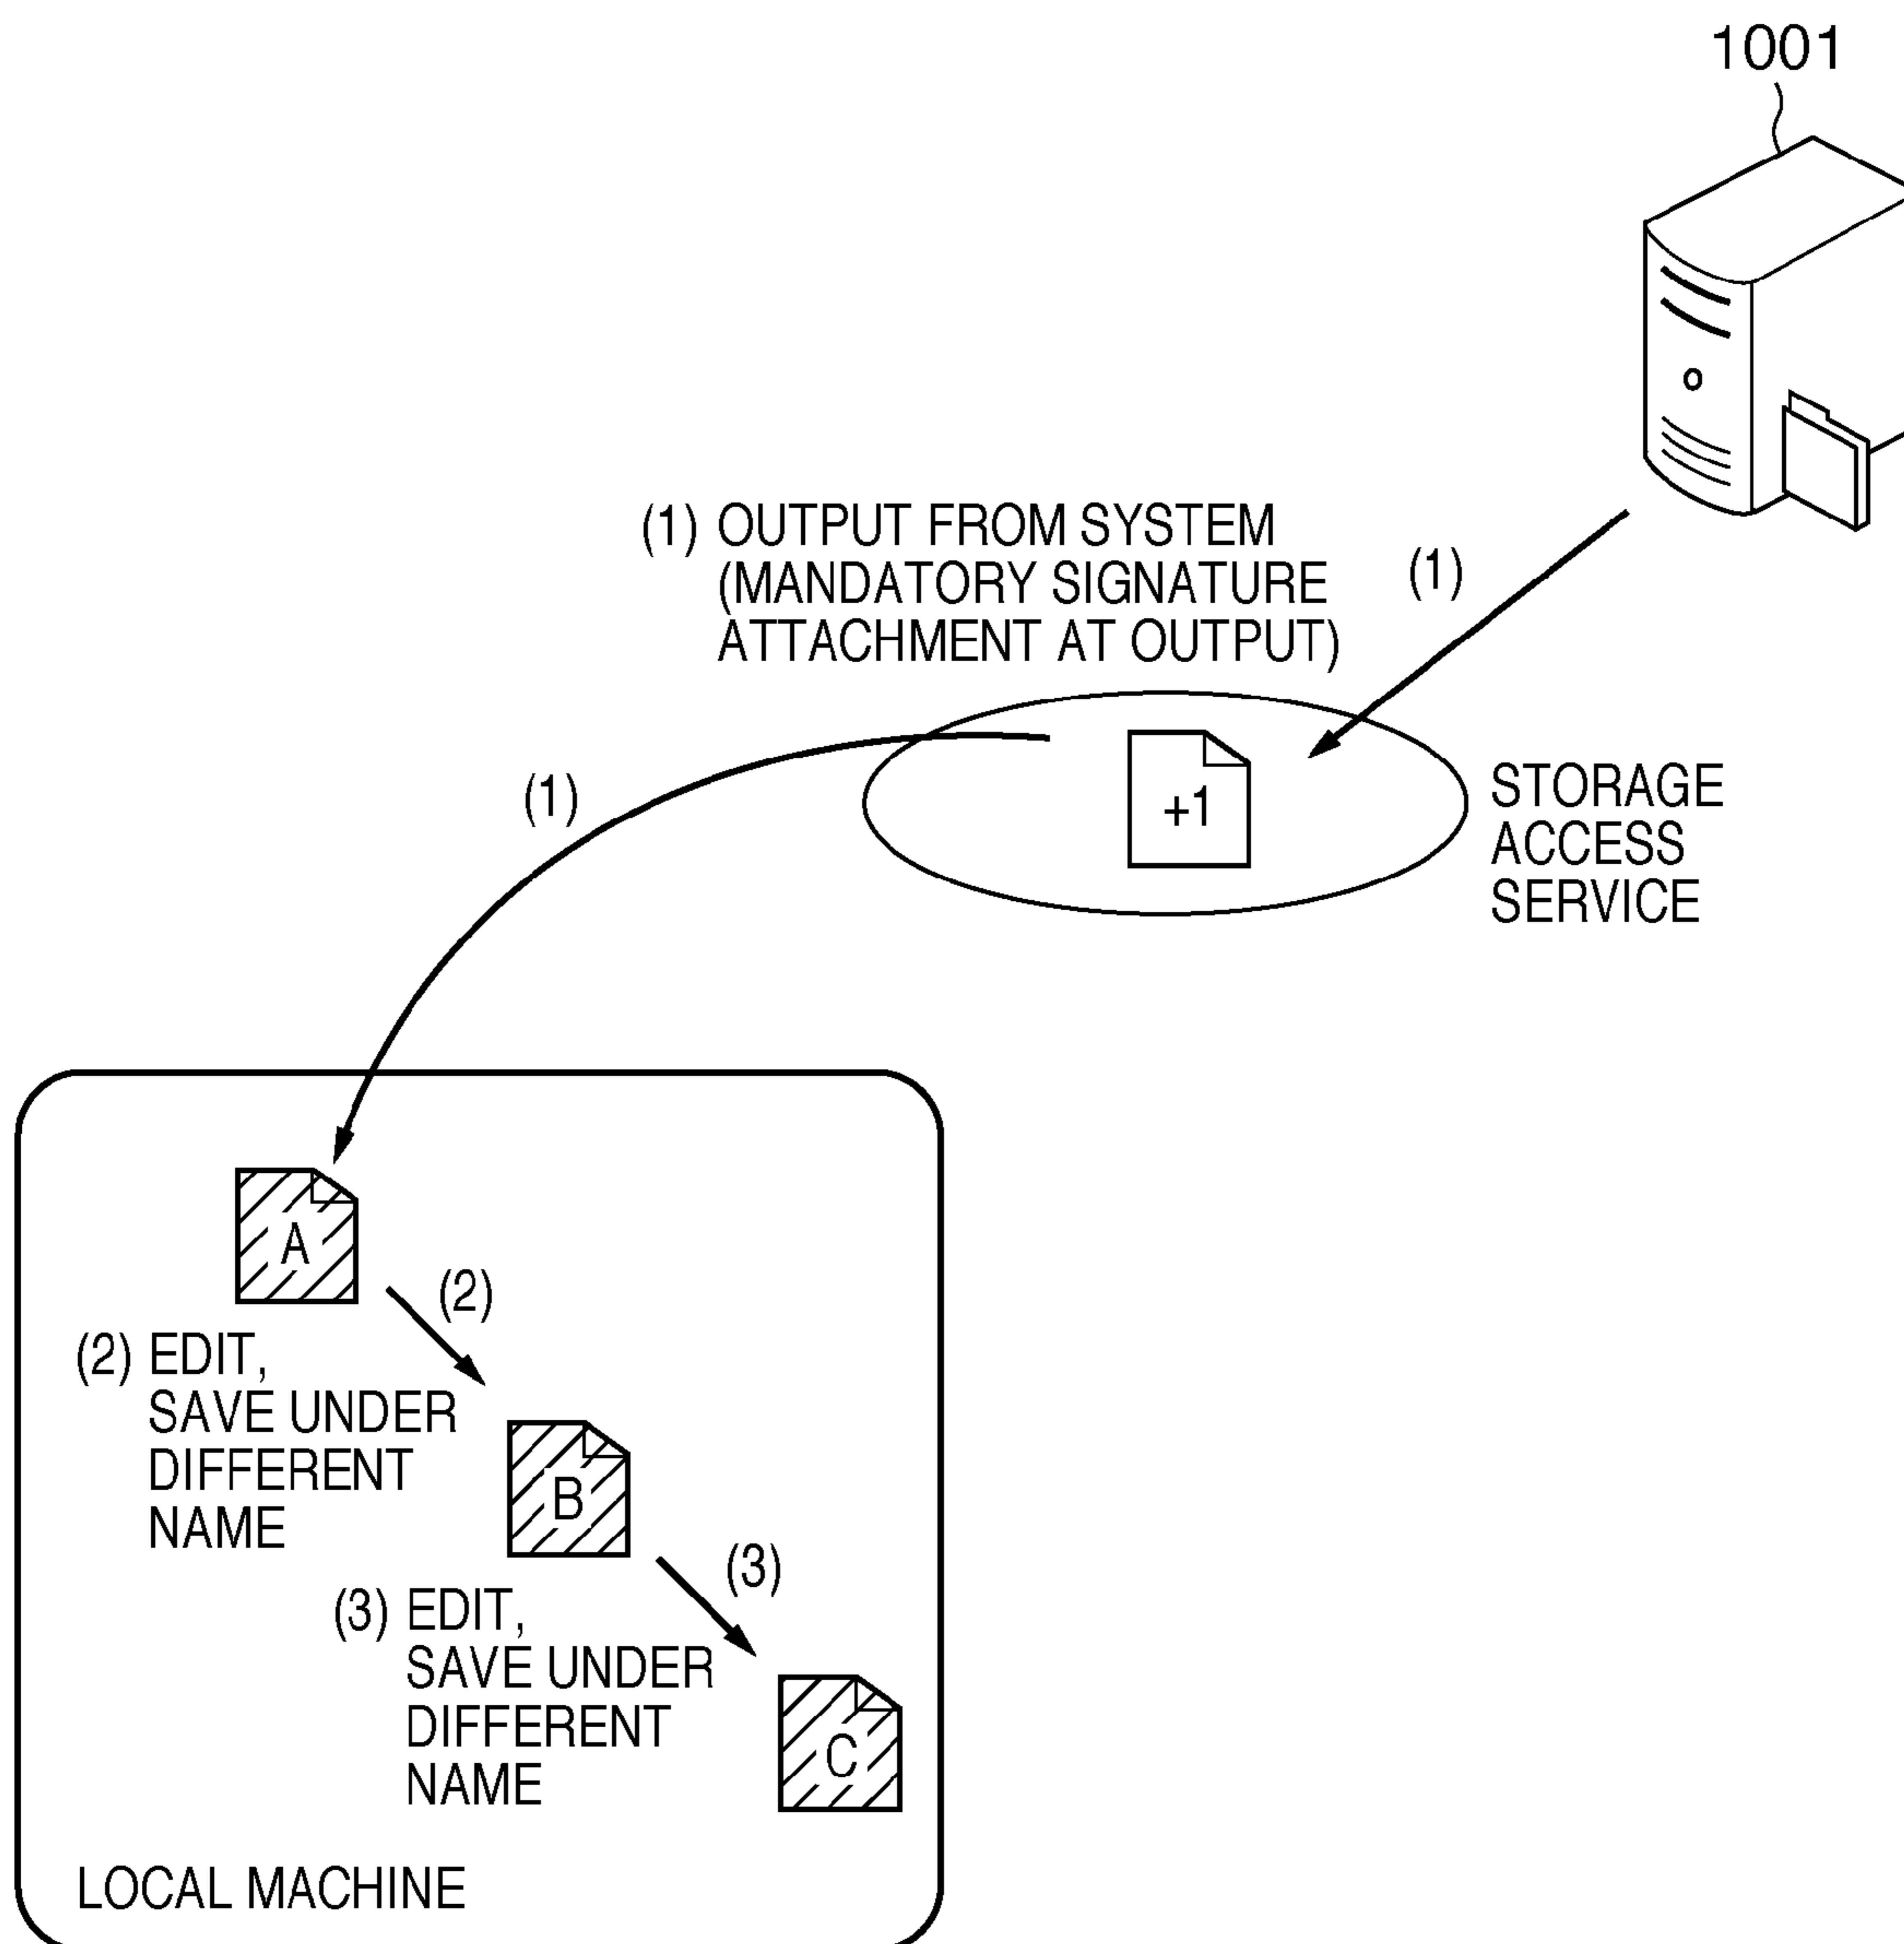 1001
(1) OUTPUT FROM SYSTEM
(MANDATORY SIGNATURE
ATTACHMENT AT OUTPUT)
(1)
+1
STORAGE
ACCESS
SERVICE
(1)
A
(2)
(2) EDIT,
SAVE UNDER
DIFFERENT
NAME
B
(3)
(3) EDIT,
SAVE UNDER
DIFFERENT
NAME
C
LOCAL MACHINE